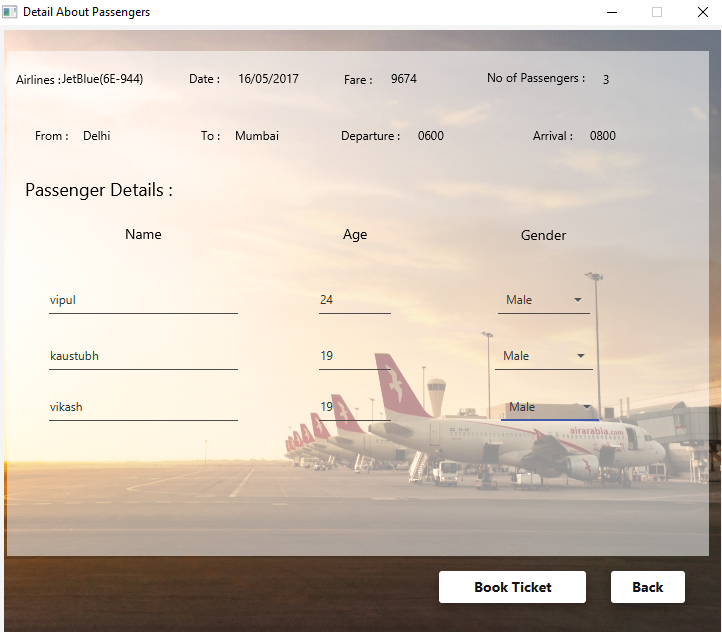 Detail About Passengers
Airlines :JetBlue(6E-944) Date : 16/05/2017 Fare : 9674 No of Passengers : 3
From : Delhi To : Mumbai Departure : 0600 Arrival : 0800
Passenger Details :
Name Age Gender
vipul 24 Male
kaustubh 19 Male
vikash 19 Male
airarabia.com
Book Ticket Back